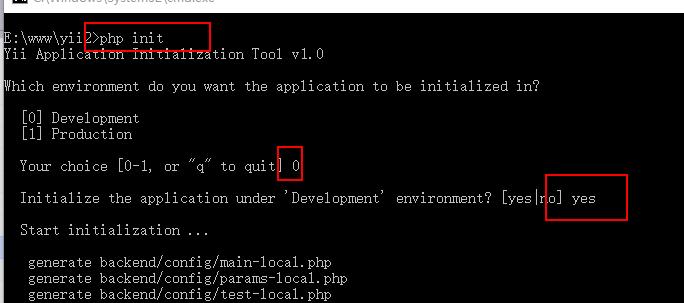 C:\Windows\System32\cmd.exe
E:\www\yii2>php init
Yii Application Initialization Tool v1.0
Which environment do you want the application to be initialized in?
[0] Development
[1] Production
Your choice [0-1, or "q" to quit] 0
Initialize the application under 'Development' environment? [yes|no] yes
Start initialization ...
generate backend/config/main-local.php
generate backend/config/params-local.php
generate backend/config/test-local.php